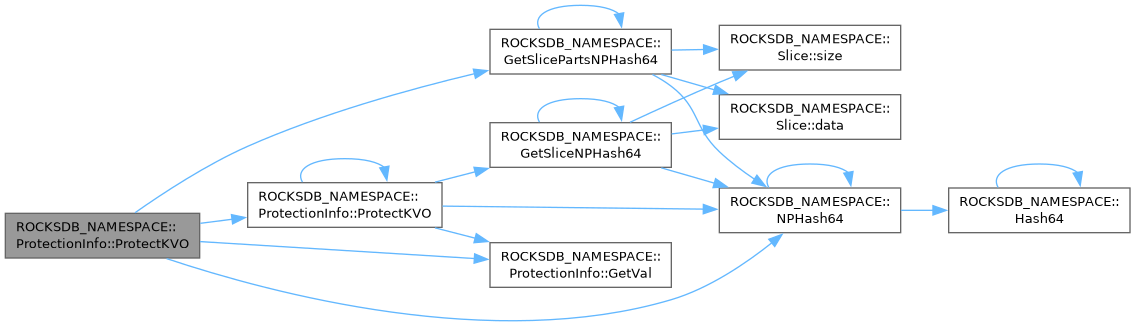 ROCKSDB_NAMESPACE::
ProtectionInfo::ProtectKVO
ROCKSDB_NAMESPACE::
ProtectionInfo::ProtectKVO
ROCKSDB_NAMESPACE::
GetSlicePartsNPHash64
ROCKSDB_NAMESPACE::
GetSliceNPHash64
ROCKSDB_NAMESPACE::
ProtectionInfo::GetVal
ROCKSDB_NAMESPACE::
Slice::size
ROCKSDB_NAMESPACE::
Slice::data
ROCKSDB_NAMESPACE::
NPHash64
ROCKSDB_NAMESPACE::
Hash64